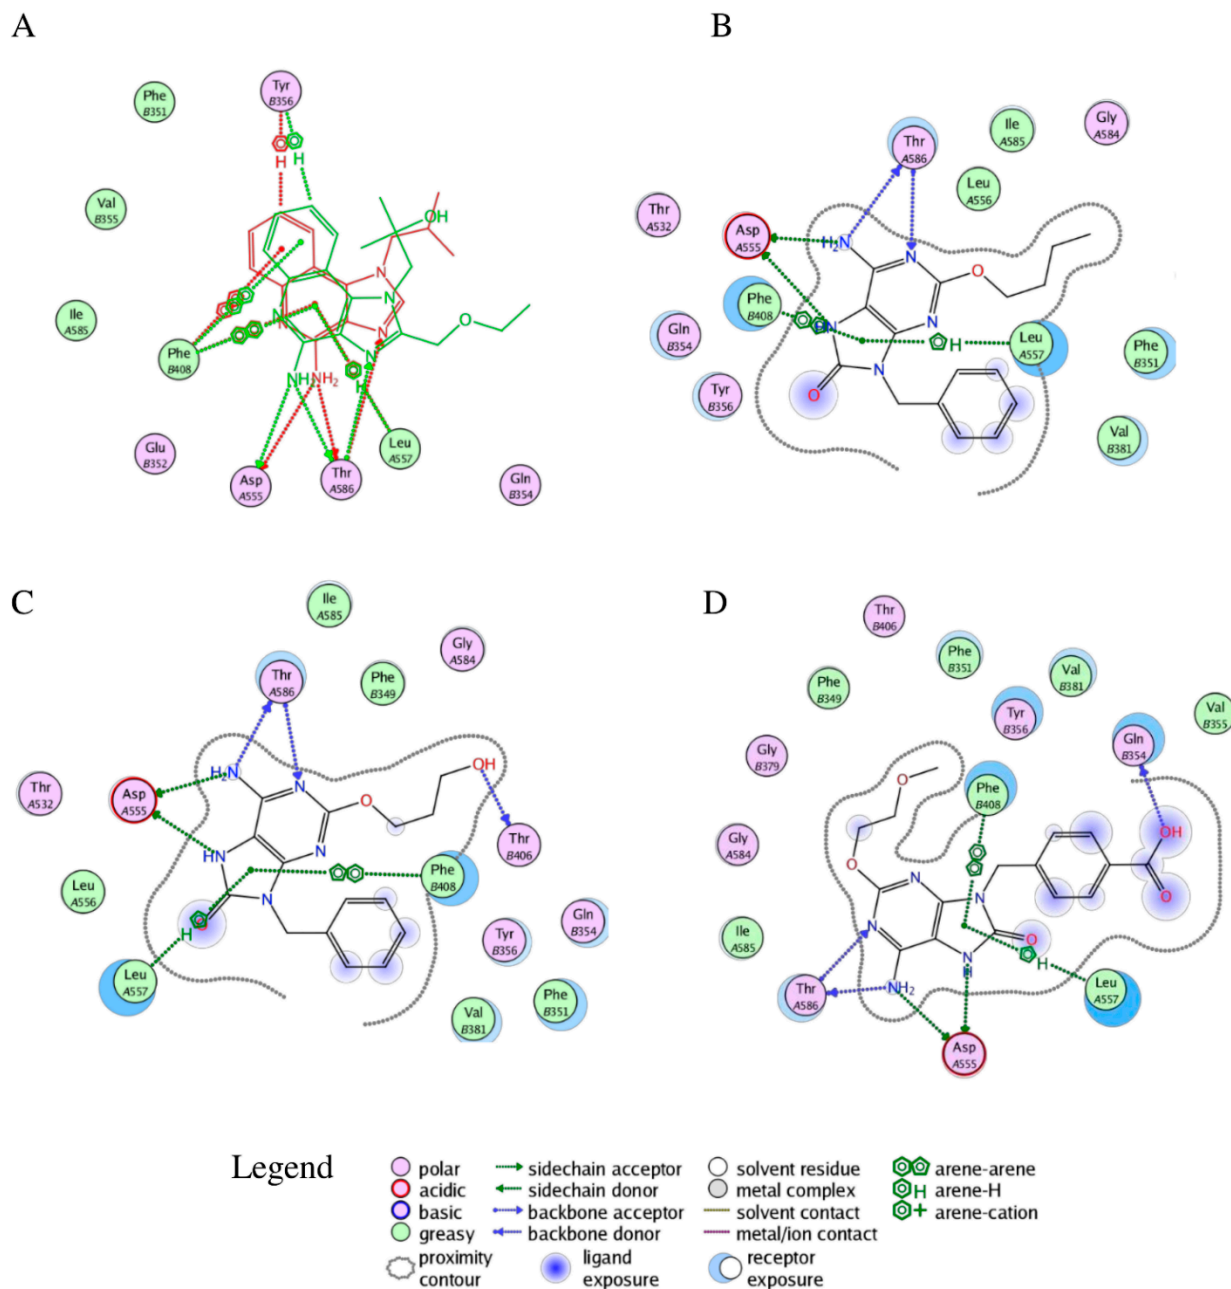 A
B
Phe
B351
Tyr
B356
H
H
Val
B355
OH
Ile
A585
Phe
B408
N
N
N
N
N
O
NH
NH2
H
Glu
B352
Asp
A555
Thr
A586
Leu
A557
Gln
B354
Thr
A586
Ile
A585
Gly
A584
Leu
A556
Thr
A532
Asp
A555
H2N
N
O
Phe
B408
HN
N
H
Leu
A557
Phe
B351
Gln
B354
Tyr
B356
O
N
Val
B381
C
D
Ile
A585
Gly
A584
Thr
A586
Phe
B349
Thr
A532
Asp
A555
H2N
N
OH
O
Thr
B406
HN
N
Phe
B408
Leu
A556
O
N
H
Leu
A557
Tyr
B356
Gln
B354
Val
B381
Phe
B351
Thr
B406
Phe
B351
Val
B381
Phe
B349
Tyr
B356
Gln
B354
Val
B355
Gly
B379
O
Phe
B408
Gly
A584
O
OH
O
N
N
N
N
H
O
H
Ile
A585
Thr
A586
NH2
Leu
A557
Asp
A555
Legend
polar
sidechain acceptor
solvent residue
arene-arene
acidic
sidechain donor
metal complex
H arene-H
basic
backbone acceptor
solvent contact
+ arene-cation
greasy
backbone donor
metal/ion contact
proximity
contour
ligand
exposure
receptor
exposure